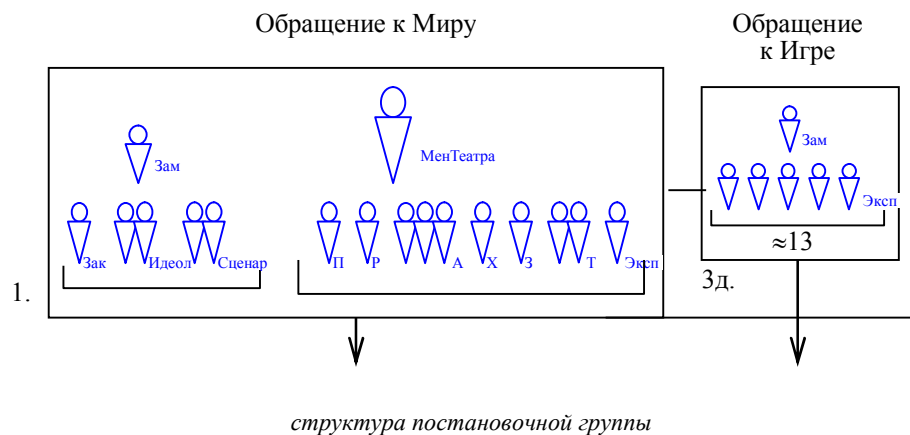 Обращение к Миру
Обращение
к Игре
Зам
МенТеатра
Зам
Зак
Идеол
Сценар
П
Р
А
Х
З
Т
Эксп
Эксп
≈13
1.
3д.
структура постановочной группы